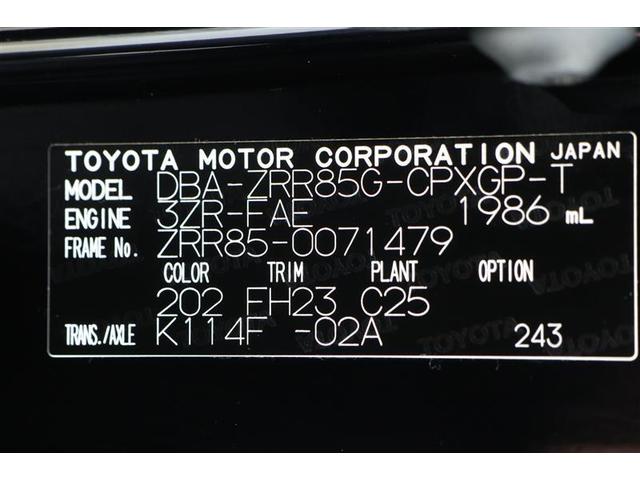 TOYOTA MOTOR CORPORATION JAPAN
MODEL DBA-ZRR85G-CPXGP-T
ENGINE 3ZR-FAE 1986 mL
FRAME No. ZRR85-0071479
COLOR TRIM PLANT OPTION
202 EH23 C25
TRANS./AXLE K114F -02A 243